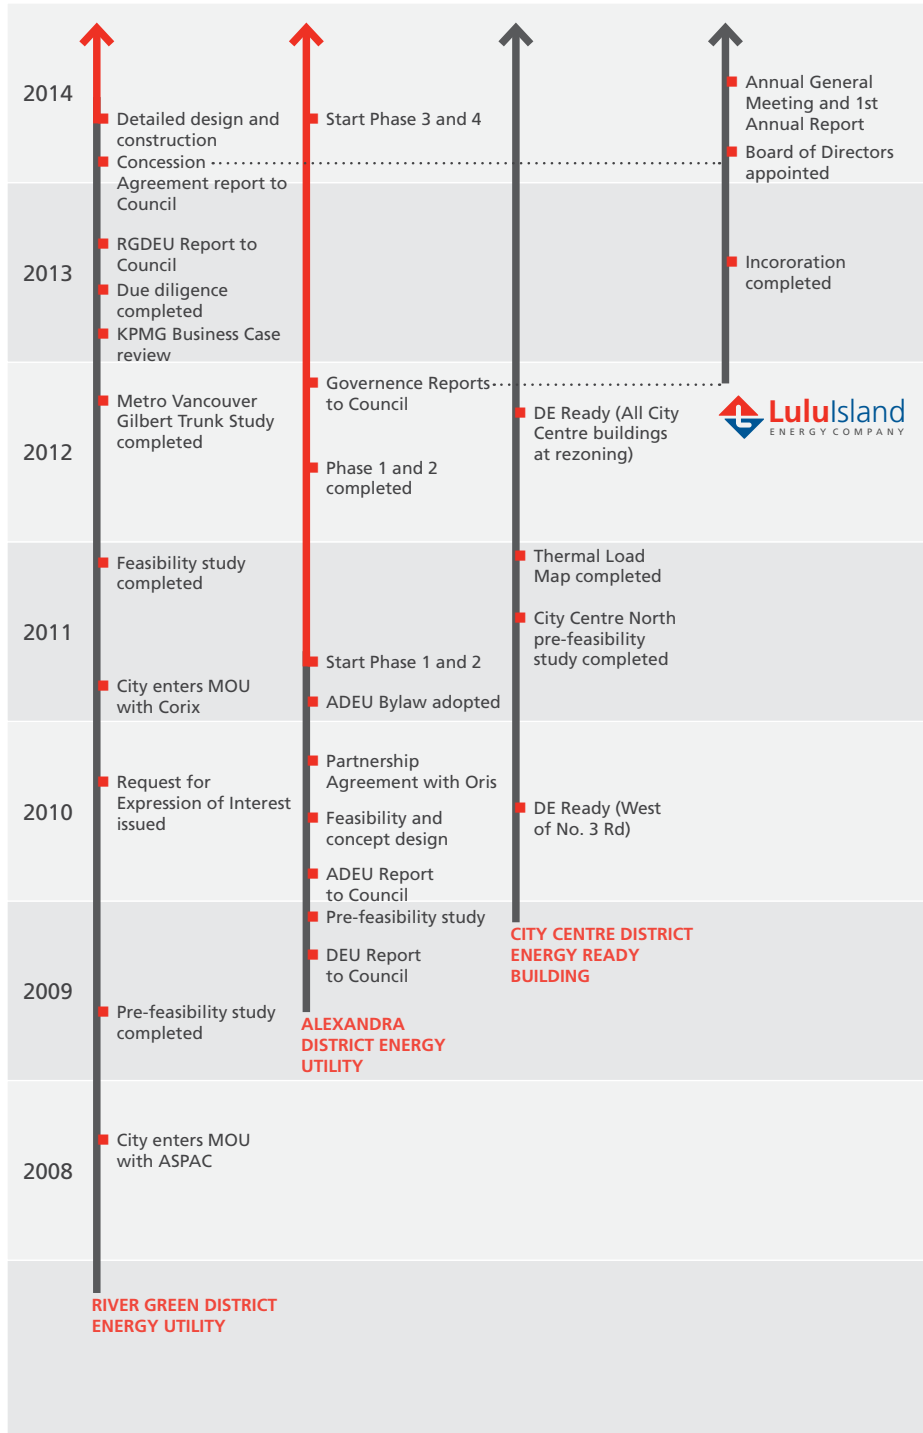 2014
Detailed design and
construction
Concession
Agreement report to
Council
Start Phase 3 and 4
Annual General
Meeting and 1st
Annual Report
Board of Directors
appointed
2013
RGDEU Report to
Council
Due diligence
completed
KPMG Business Case
review
Incororation
completed
2012
Metro Vancouver
Gilbert Trunk Study
completed
Governence Reports
to Council
Phase 1 and 2
completed
DE Ready (All City
Centre buildings
at rezoning)
LuluIsland
ENERGY COMPANY
2011
Feasibility study
completed
City enters MOU
with Corix
Start Phase 1 and 2
ADEU Bylaw adopted
Thermal Load
Map completed
City Centre North
pre-feasibility
study completed
2010
Request for
Expression of Interest
issued
Partnership
Agreement with Oris
Feasibility and
concept design
ADEU Report
to Council
DE Ready (West
of No. 3 Rd)
2009
Pre-feasibility study
completed
Pre-feasibility study
DEU Report
to Council
ALEXANDRA
DISTRICT ENERGY
UTILITY
CITY CENTRE DISTRICT
ENERGY READY
BUILDING
2008
City enters MOU
with ASPAC
RIVER GREEN DISTRICT
ENERGY UTILITY